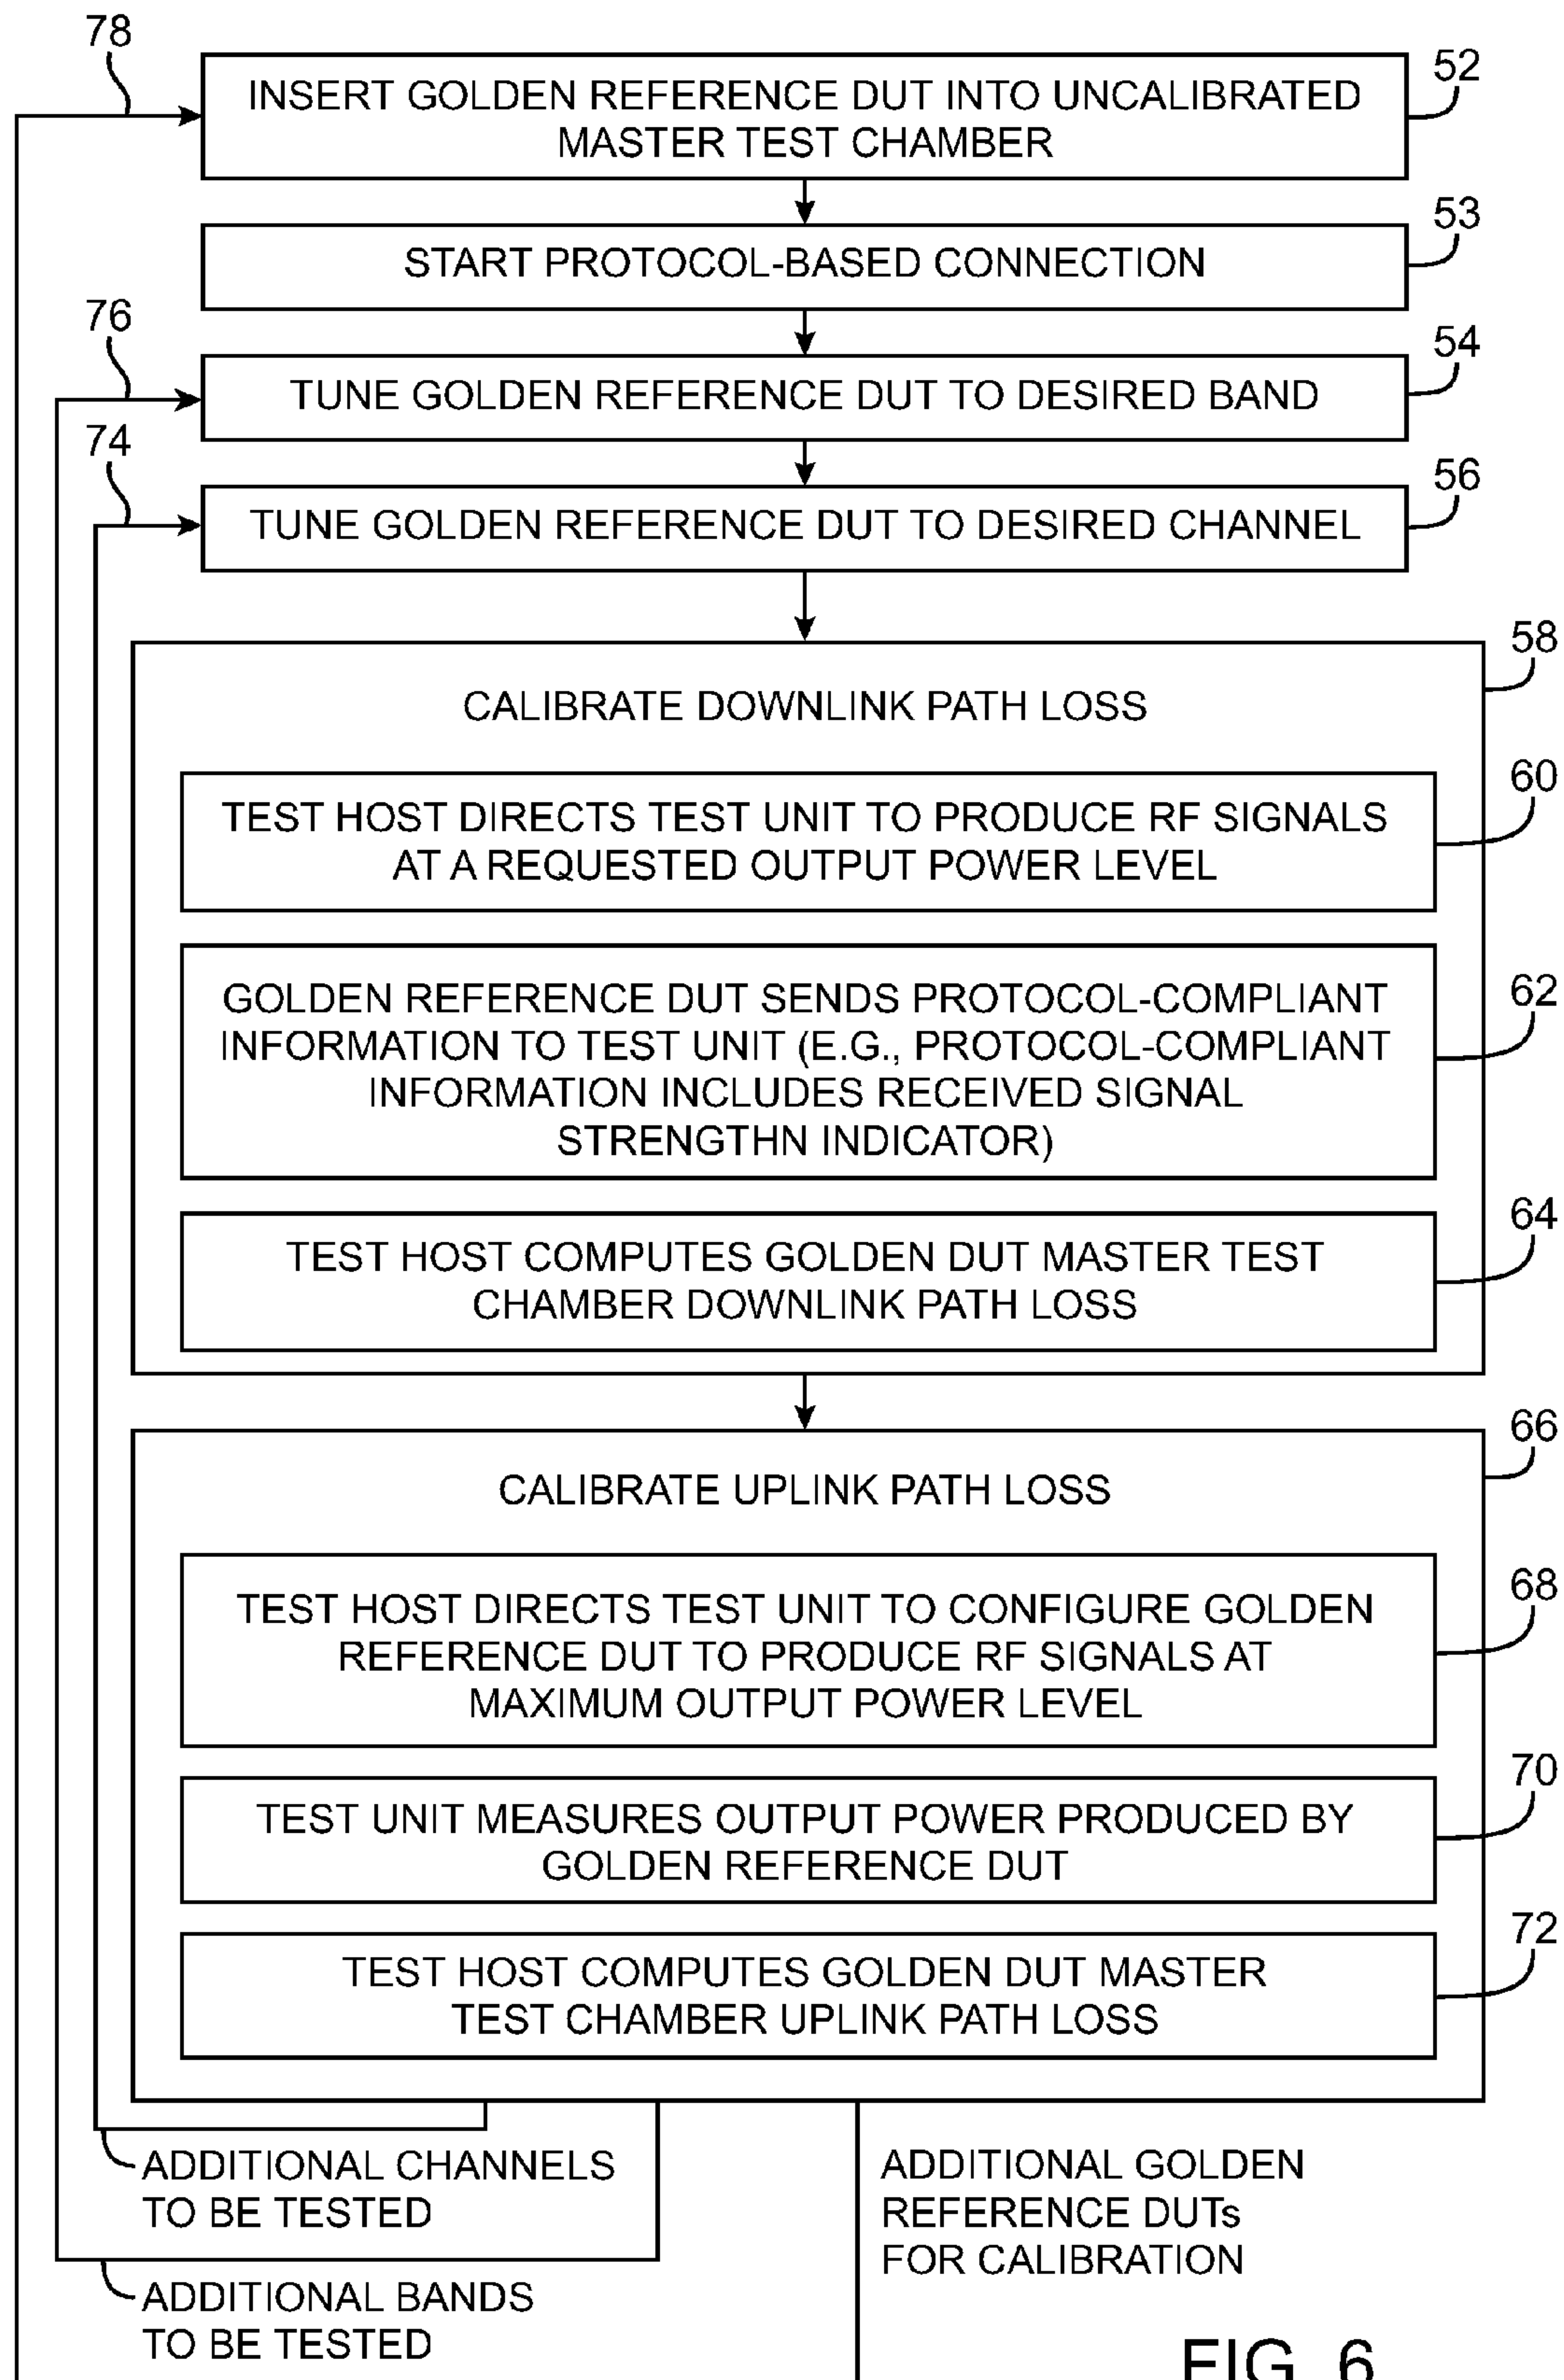 78
INSERT GOLDEN REFERENCE DUT INTO UNCALIBRATED
MASTER TEST CHAMBER
52
START PROTOCOL-BASED CONNECTION
53
76
TUNE GOLDEN REFERENCE DUT TO DESIRED BAND
54
74
TUNE GOLDEN REFERENCE DUT TO DESIRED CHANNEL
56
CALIBRATE DOWNLINK PATH LOSS
58
TEST HOST DIRECTS TEST UNIT TO PRODUCE RF SIGNALS
AT A REQUESTED OUTPUT POWER LEVEL
60
GOLDEN REFERENCE DUT SENDS PROTOCOL-COMPLIANT
INFORMATION TO TEST UNIT (E.G., PROTOCOL-COMPLIANT
INFORMATION INCLUDES RECEIVED SIGNAL
STRENGTHN INDICATOR)
62
TEST HOST COMPUTES GOLDEN DUT MASTER TEST
CHAMBER DOWNLINK PATH LOSS
64
CALIBRATE UPLINK PATH LOSS
66
TEST HOST DIRECTS TEST UNIT TO CONFIGURE GOLDEN
REFERENCE DUT TO PRODUCE RF SIGNALS AT
MAXIMUM OUTPUT POWER LEVEL
68
TEST UNIT MEASURES OUTPUT POWER PRODUCED BY
GOLDEN REFERENCE DUT
70
TEST HOST COMPUTES GOLDEN DUT MASTER
TEST CHAMBER UPLINK PATH LOSS
72
ADDITIONAL CHANNELS
TO BE TESTED
ADDITIONAL BANDS
TO BE TESTED
ADDITIONAL GOLDEN
REFERENCE DUTs
FOR CALIBRATION
FIG. 6